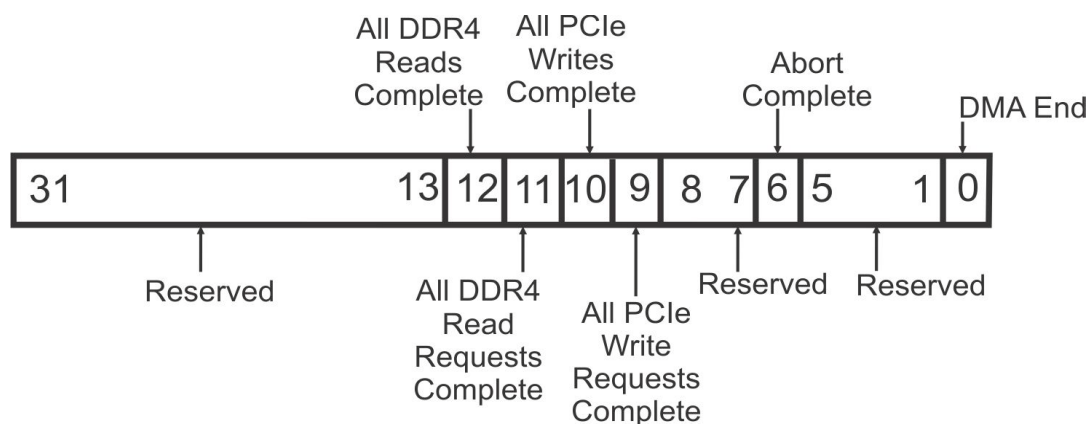 All DDR4
Reads
Complete
All PCIe
Writes
Complete
Abort
Complete
DMA End
31 13 12 11 10 9 8 7 6 5 1 0
Reserved
All DDR4
Read
Requests
Complete
All PCIe
Write
Requests
Complete
Reserved
Reserved